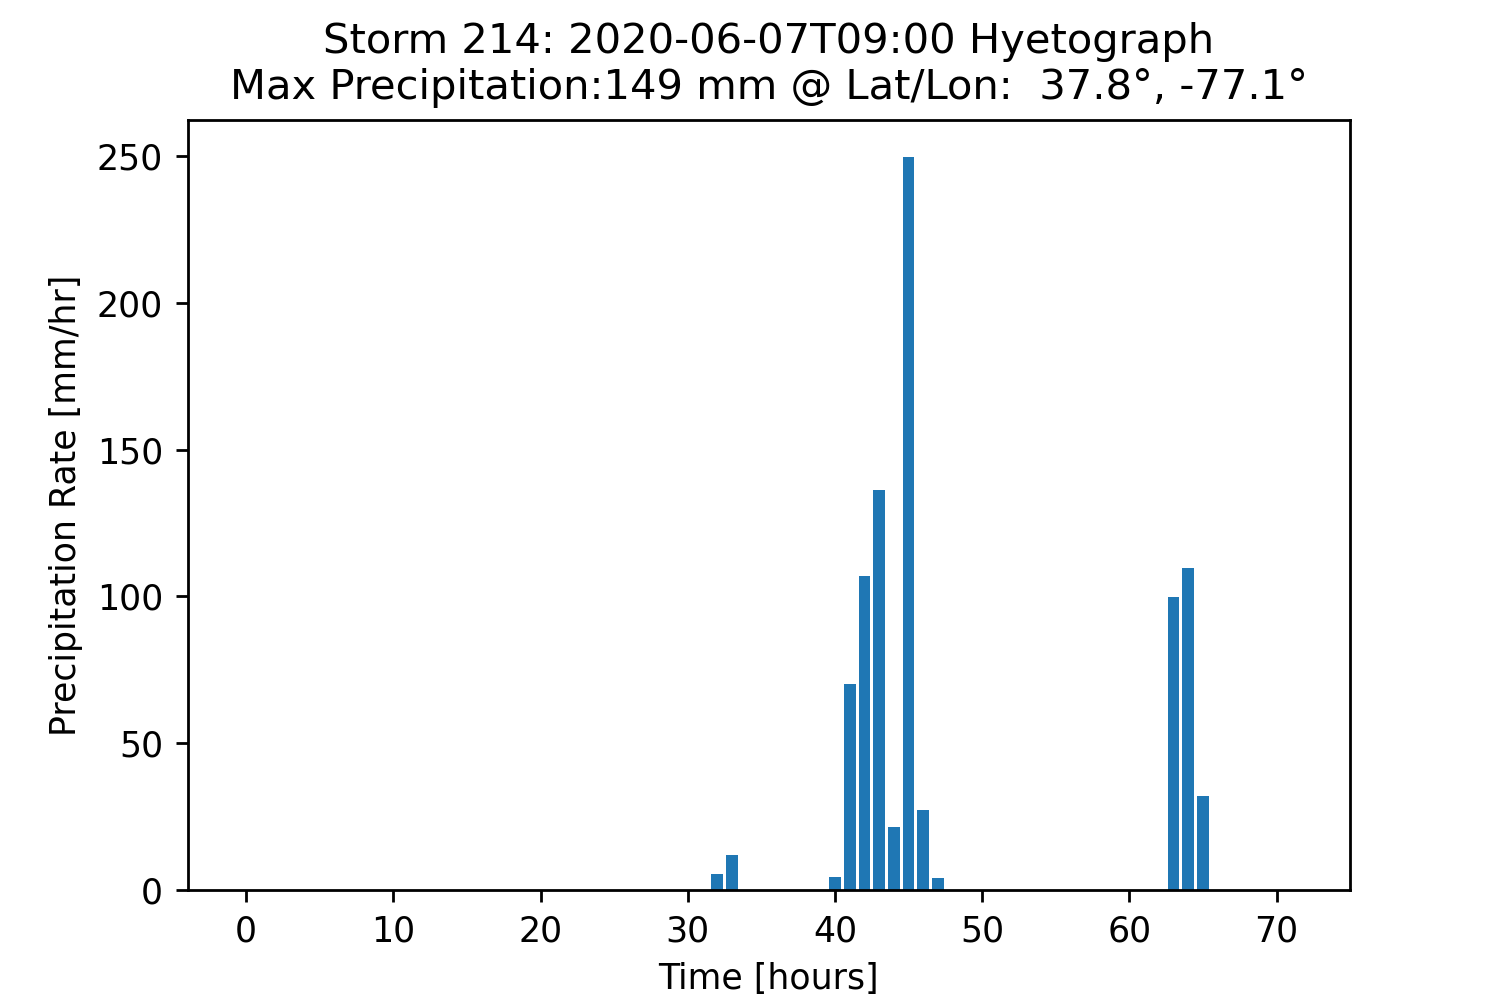 Storm 214: 2020-06-07T09:00 Hyetograph
Max Precipitation:149 mm @ Lat/Lon:  37.8°, -77.1°
250
200
150
100
50
0
Precipitation Rate [mm/hr]
0 10 20 30 40 50 60 70
Time [hours]